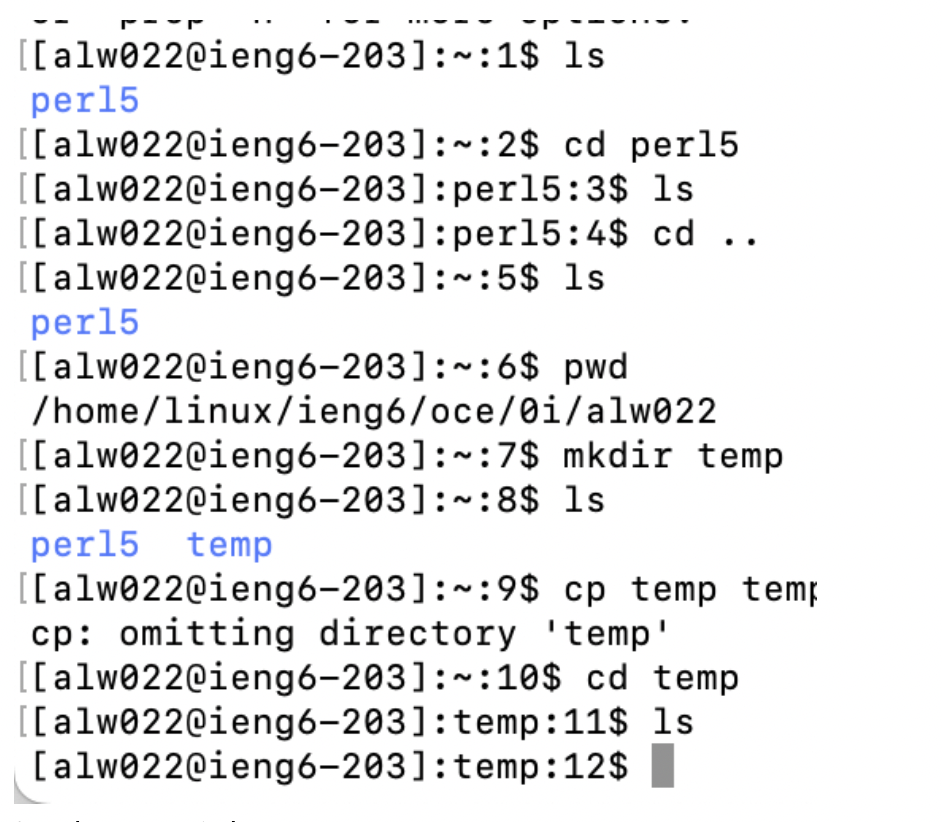 [[alw022@ieng6-203]:~:1$ ls
perl5
[[alw022@ieng6-203]:~:2$ cd perl5
[[alw022@ieng6-203]:perl5:3$ ls
[[alw022@ieng6-203]:perl5:4$ cd ..
[[alw022@ieng6-203]:~:5$ ls
perl5
[[alw022@ieng6-203]:~:6$ pwd
/home/linux/ieng6/oce/0i/alw022
[[alw022@ieng6-203]:~:7$ mkdir temp
[[alw022@ieng6-203]:~:8$ ls
perl5  temp
[[alw022@ieng6-203]:~:9$ cp temp
cp: omitting directory 'temp'
[[alw022@ieng6-203]:~:10$ cd temp
[[alw022@ieng6-203]:temp:11$ ls
[alw022@ieng6-203]:temp:12$